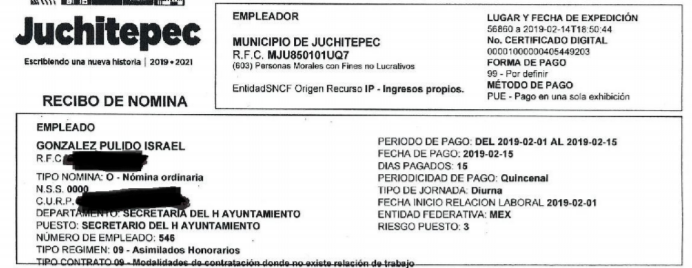 Juchitepec
Escribiendo una nueva historia | 2019 • 2021
RECIBO DE NOMINA
EMPLEADOR
MUNICIPIO DE JUCHITEPEC
R.F.C. MJU850101UQ7
(603) Personas Morales con Fines no Lucrativos
EntidadSNCF Origen Recurso IP - Ingresos propios.
LUGAR Y FECHA DE EXPEDICIÓN
56860 a 2019-02-14T18:50:44
No. CERTIFICADO DIGITAL
00001000000405449203
FORMA DE PAGO
99 - Por definir
MÉTODO DE PAGO
PUE - Pago en una sola exhibición
EMPLEADO
GONZALEZ PULIDO ISRAEL
R.F.C.
TIPO NOMINA: O - Nómina ordinaria
N.S.S. 0000
C.U.R.P.
DEPARTAMENTO: SECRETARIA DEL H AYUNTAMIENTO
PUESTO: SECRETARIO DEL H AYUNTAMIENTO
NÚMERO DE EMPLEADO: 546
TIPO REGIMEN: 09 - Asimilados Honorarios
TIPO CONTRATO 09 - Modalidades de contratación donde no existe relación de trabajo
PERIODO DE PAGO: DEL 2019-02-01 AL 2019-02-15
FECHA DE PAGO: 2019-02-15
DIAS PAGADOS: 15
PERIODICIDAD DE PAGO: Quincenal
TIPO DE JORNADA: Diurna
FECHA INICIO RELACION LABORAL 2019-02-01
ENTIDAD FEDERATIVA: MEX
RIESGO PUESTO: 3